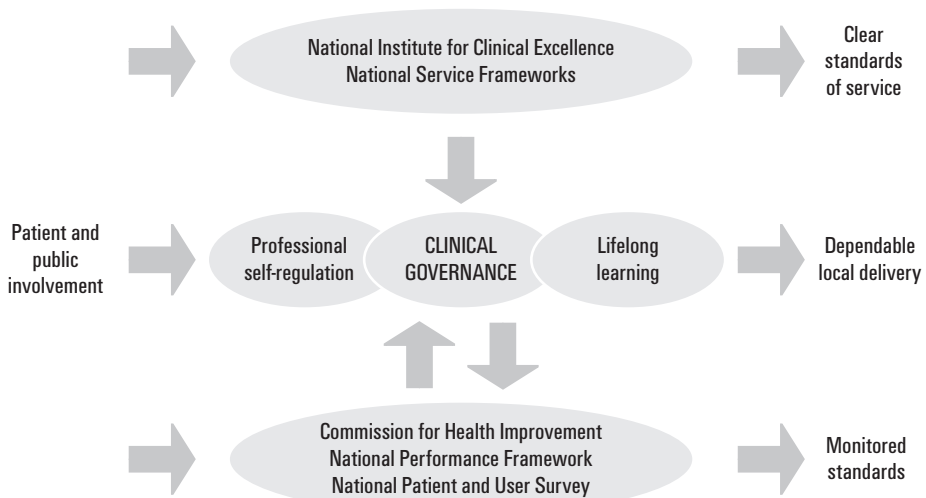 National Institute for Clinical Excellence
National Service Frameworks
Clear
standards
of service
Patient and
public
involvement
Professional
self-regulation
CLINICAL
GOVERNANCE
Lifelong
learning
Dependable
local delivery
Commission for Health Improvement
National Performance Framework
National Patient and User Survey
Monitored
standards